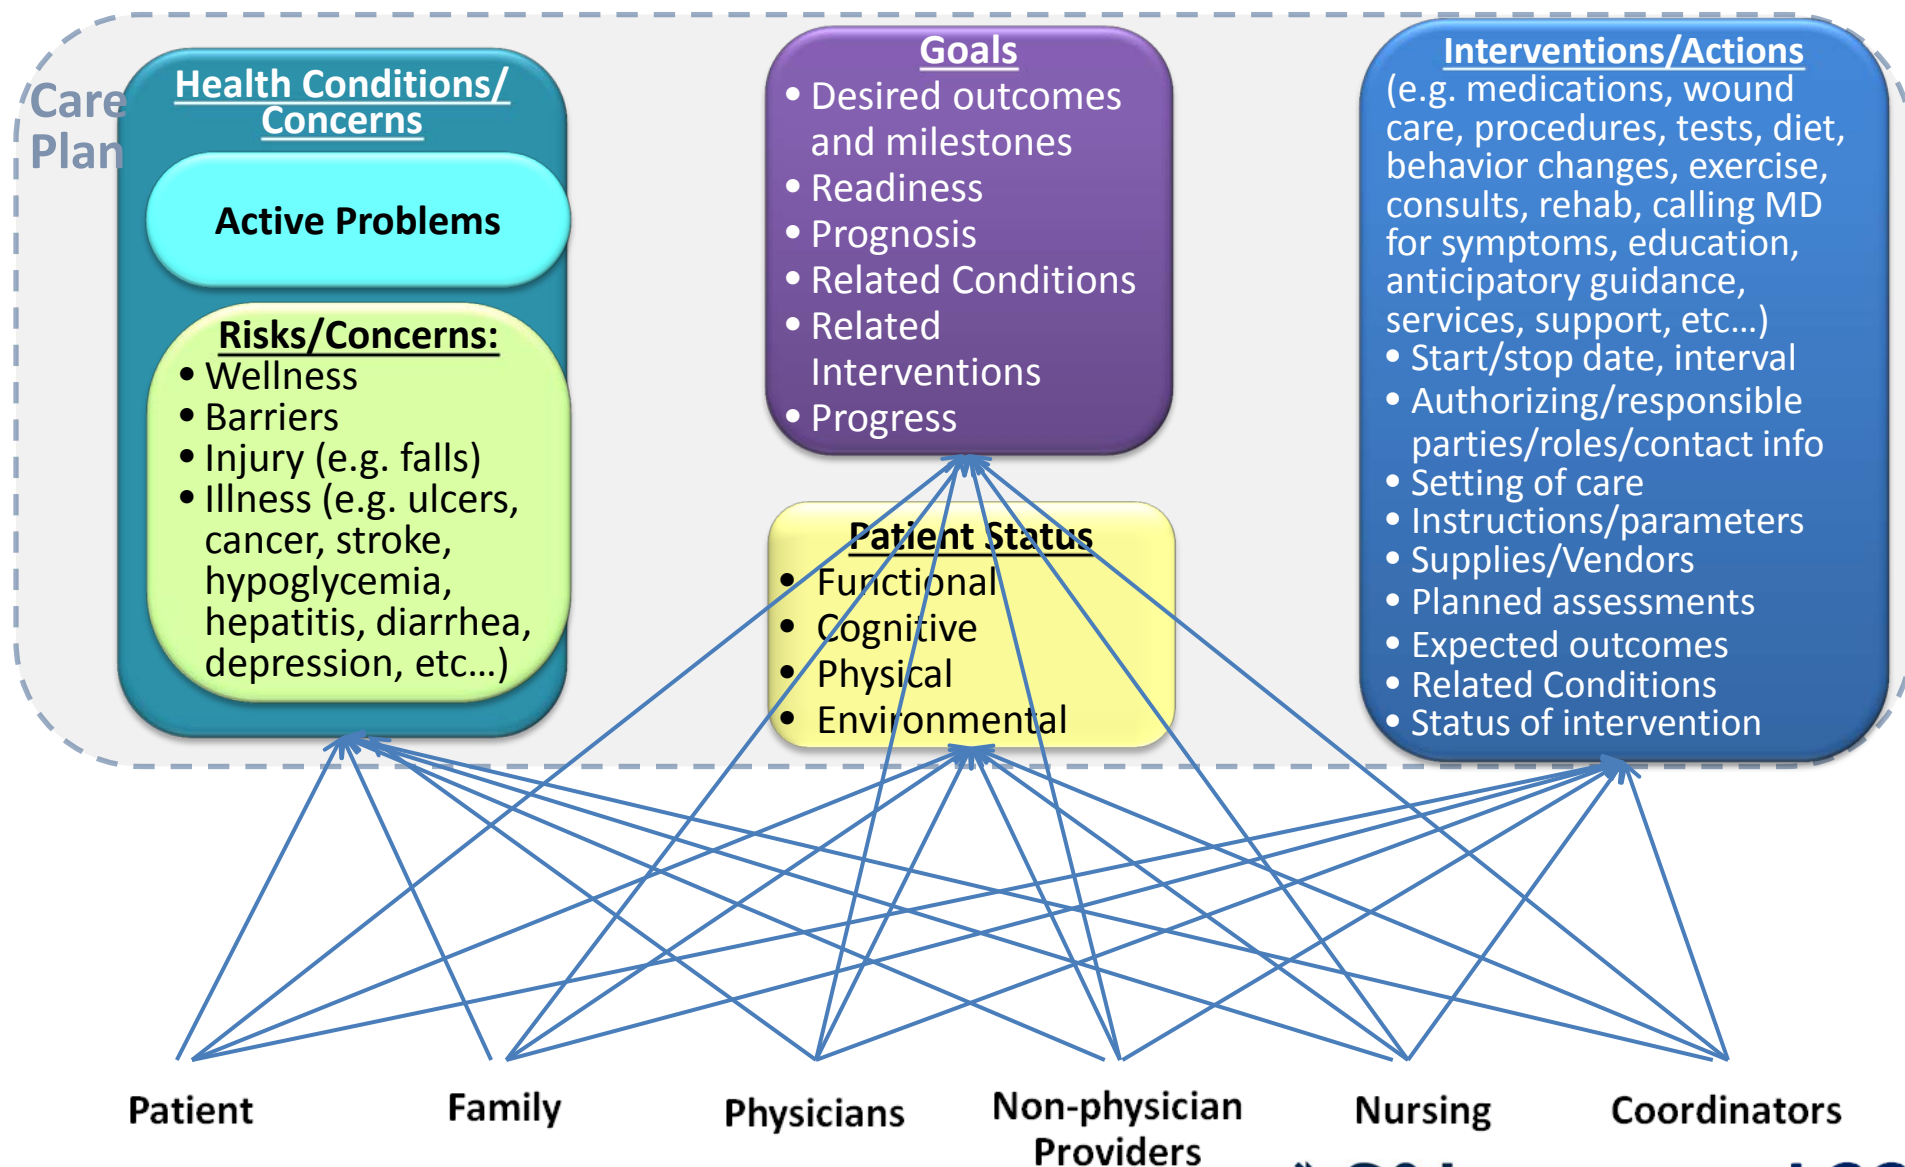 Care
Plan
Health Conditions/
Concerns
Active Problems
Risks/Concerns:
• Wellness
• Barriers
• Injury (e.g. falls)
• Illness (e.g. ulcers,
cancer, stroke,
hypoglycemia,
hepatitis, diarrhea,
depression, etc…)
Goals
• Desired outcomes
and milestones
• Readiness
• Prognosis
• Related Conditions
• Related
Interventions
• Progress
Patient Status
• Functional
• Cognitive
• Physical
• Environmental
Interventions/Actions
(e.g. medications, wound
care, procedures, tests, diet,
behavior changes, exercise,
consults, rehab, calling MD
for symptoms, education,
anticipatory guidance,
services, support, etc…)
• Start/stop date, interval
• Authorizing/responsible
parties/roles/contact info
• Setting of care
• Instructions/parameters
• Supplies/Vendors
• Planned assessments
• Expected outcomes
• Related Conditions
• Status of intervention
Patient
Family
Physicians
Non-physician
Providers
Nursing
Coordinators